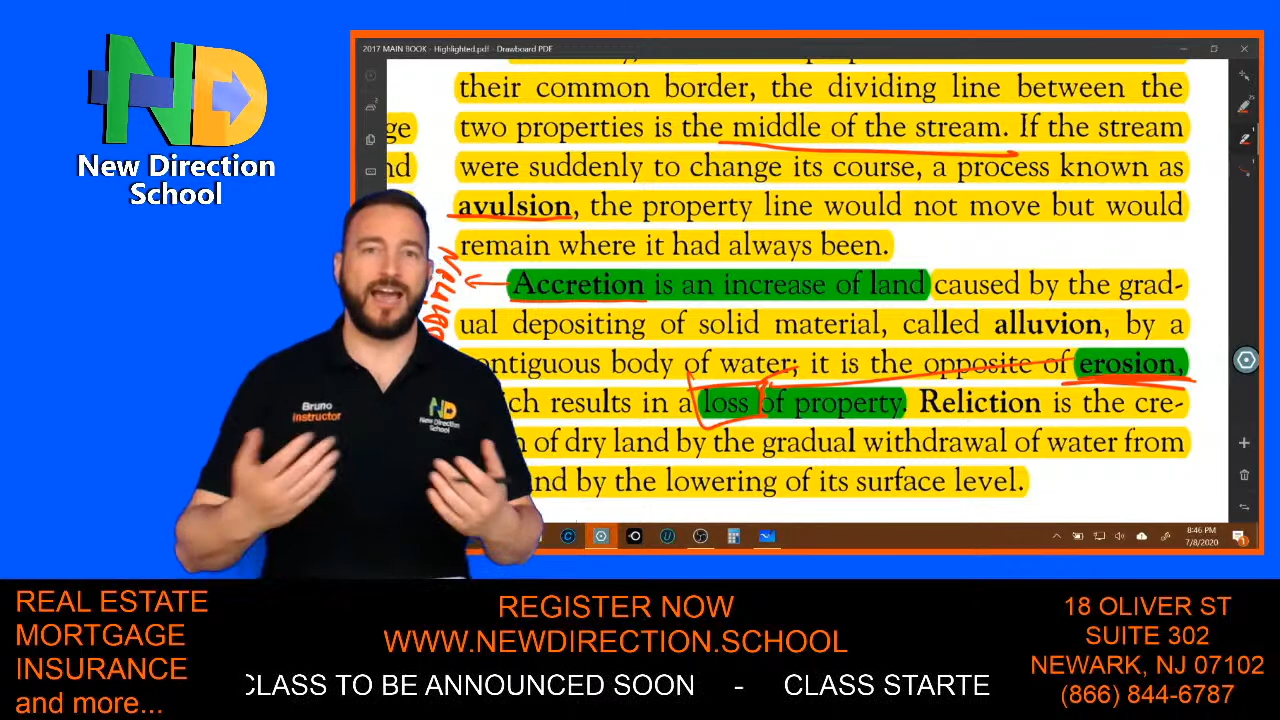 ND
New Direction
School
2017 MAIN BOOK - Highlighted.pdf - Drawboard PDF
their common border, the dividing line between the
ge
two properties is the middle of the stream. If the stream
nd
were suddenly to change its course, a process known as
avulsion, the property line would not move but would
remain where it had always been.
Accretion is an increase of land caused by the grad-
ual depositing of solid material, called alluvion, by a
ontiguous body of water; it is the opposite of erosion,
ch results in a loss of property. Reliction is the cre-
n of dry land by the gradual withdrawal of water from
nd by the lowering of its surface level.
Bruno
Instructor
ND
New Direction
School
8:46 PM
7/8/2020
REAL ESTATE
MORTGAGE
INSURANCE
and more...
REGISTER NOW
WWW.NEWDIRECTION.SCHOOL
CLASS TO BE ANNOUNCED SOON - CLASS STARTE
18 OLIVER ST
SUITE 302
NEWARK, NJ 07102
(866) 844-6787